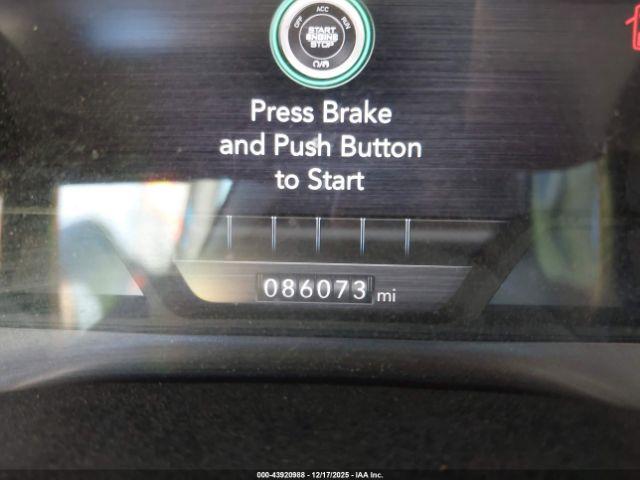 OFF ACC RUN
START
ENGINE
STOP
Press Brake
and Push Button
to Start
086073 mi
000-43920988 - 12/17/2025 - IAA Inc.